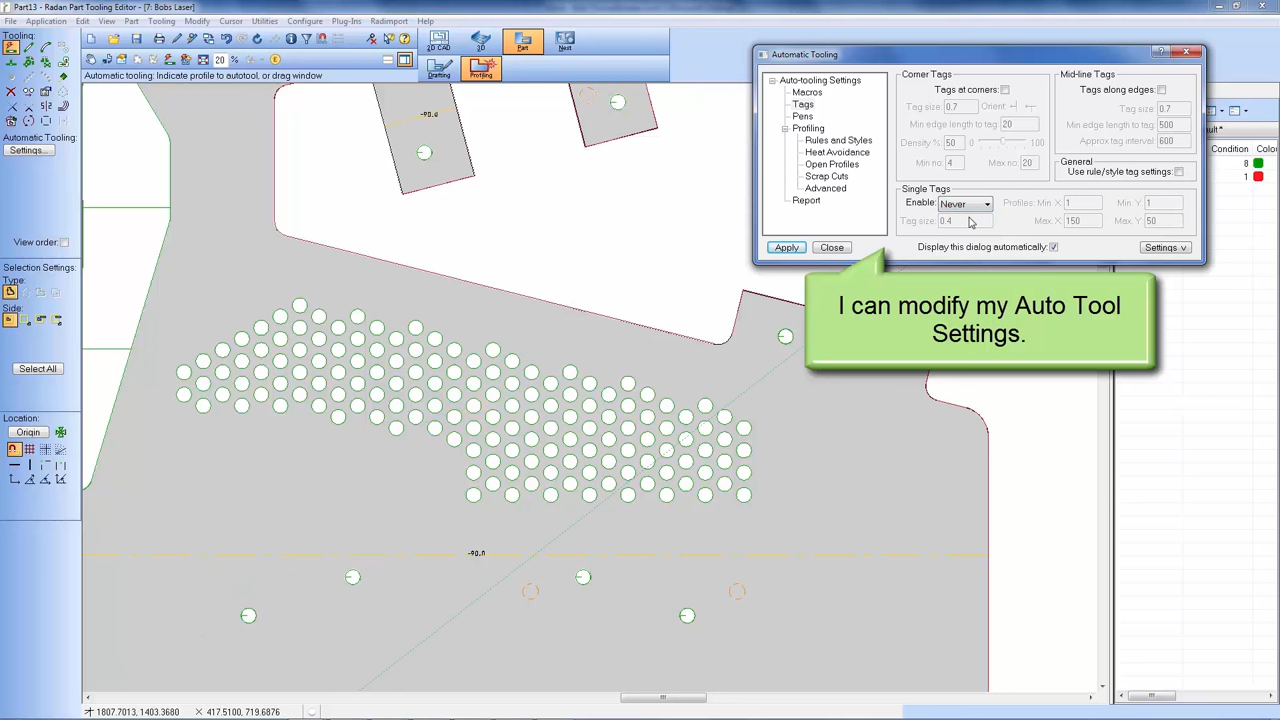 Part13 - Radan Part Tooling Editor - [7: Bobs Laser]
File Application Edit View Part Tooling Modify Cursor Utilities Configure Plug-Ins Radimport Help
Tooling:
20 %
2D CAD 3D Part Nest
Drafting Profiling
Automatic tooling: Indicate profile to autotool, or drag window
Automatic Tooling:
Settings...
View order:
Selection Settings:
Type:
Side:
Select All
Location:
Origin
Automatic Tooling
Auto-tooling Settings
Macros
Tags
Pens
Profiling
Rules and Styles
Heat Avoidance
Open Profiles
Scrap Cuts
Advanced
Report
Corner Tags
Tags at corners:
Tag size: 0.7 Orient:
Min edge length to tag: 20
Density % 50 0 100
Min no: 4 Max no: 20
Mid-line Tags
Tags along edges:
Tag size: 0.7
Min edge length to tag: 500
Approx tag interval: 600
General
Use rule/style tag settings:
Single Tags
Enable: Never Profiles: Min. X: 1 Min. Y: 1
Tag size: 0.4 Max. X: 150 Max. Y: 50
Apply Close Display this dialog automatically: Settings v
I can modify my Auto Tool
Settings.
Condition Colou
8
1
-90.0
-90.0
1807.7013, 1403.3680 417.5100, 719.6876